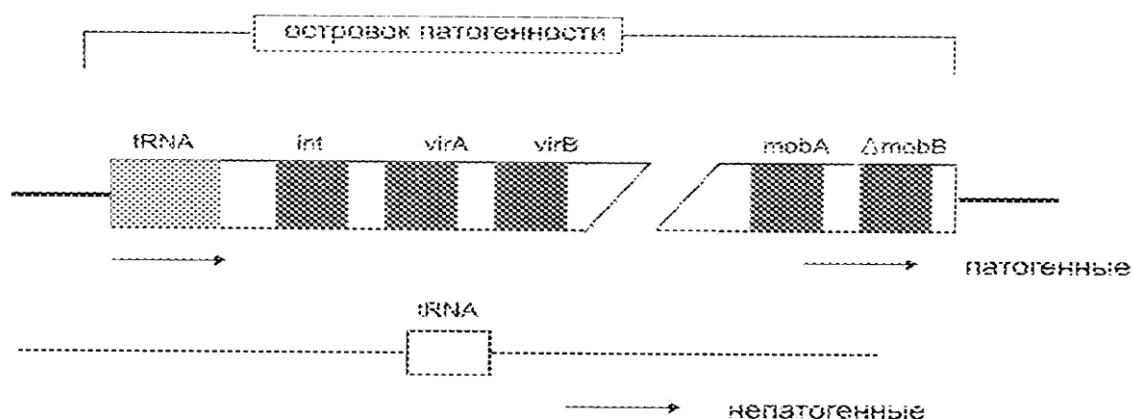 островок патогенности
tRNA int virA virB mobA ΔmobB
патогенные
tRNA
непатогенные